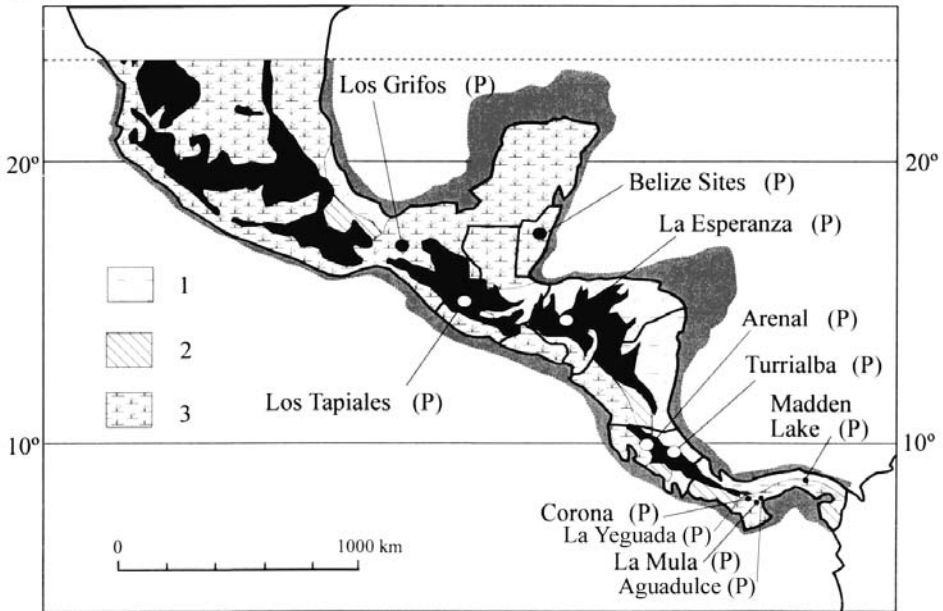 Los Grifos (P)
20º
20º
Belize Sites (P)
La Esperanza (P)
1
Arenal (P)
2
Turrialba (P)
Los Tapiales (P)
3
Madden
Lake (P)
10º
10º
Corona (P)
La Yeguada (P)
0
1000 km
La Mula (P)
Aguadulce (P)